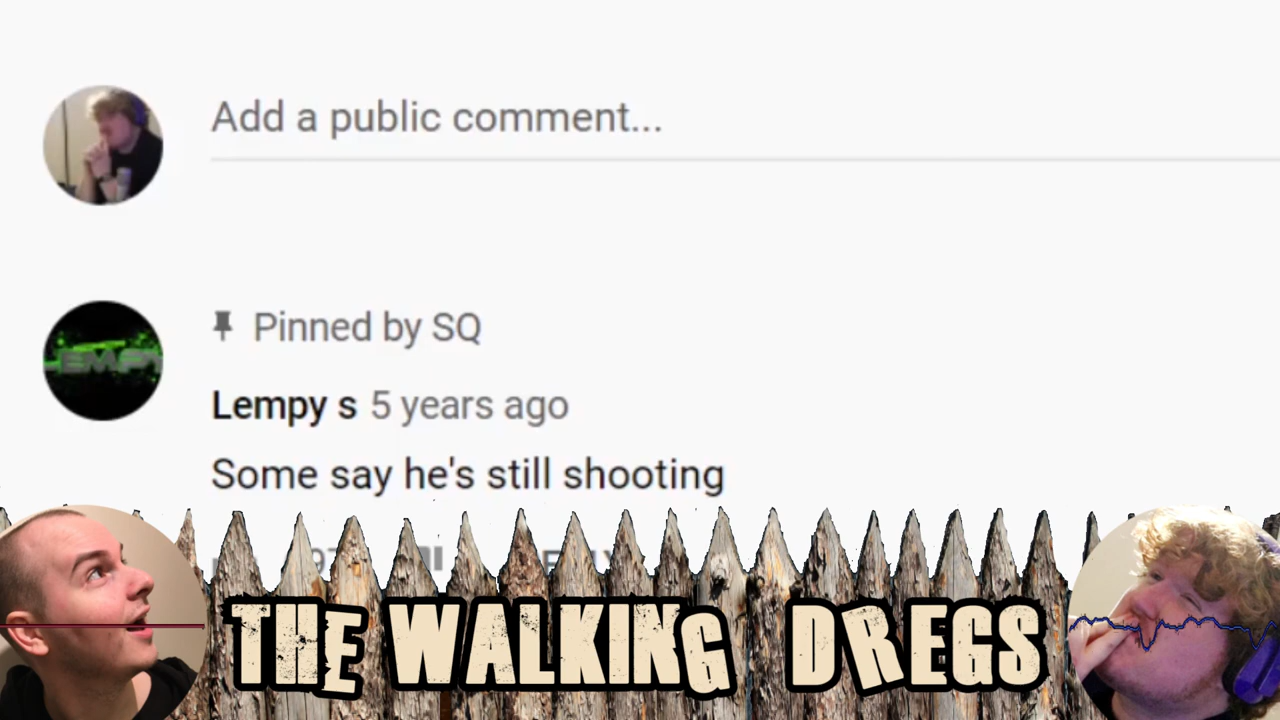 Add a public comment...
Pinned by SQ
Lempy s 5 years ago
Some say he's still shooting
THE WALKING DREGS